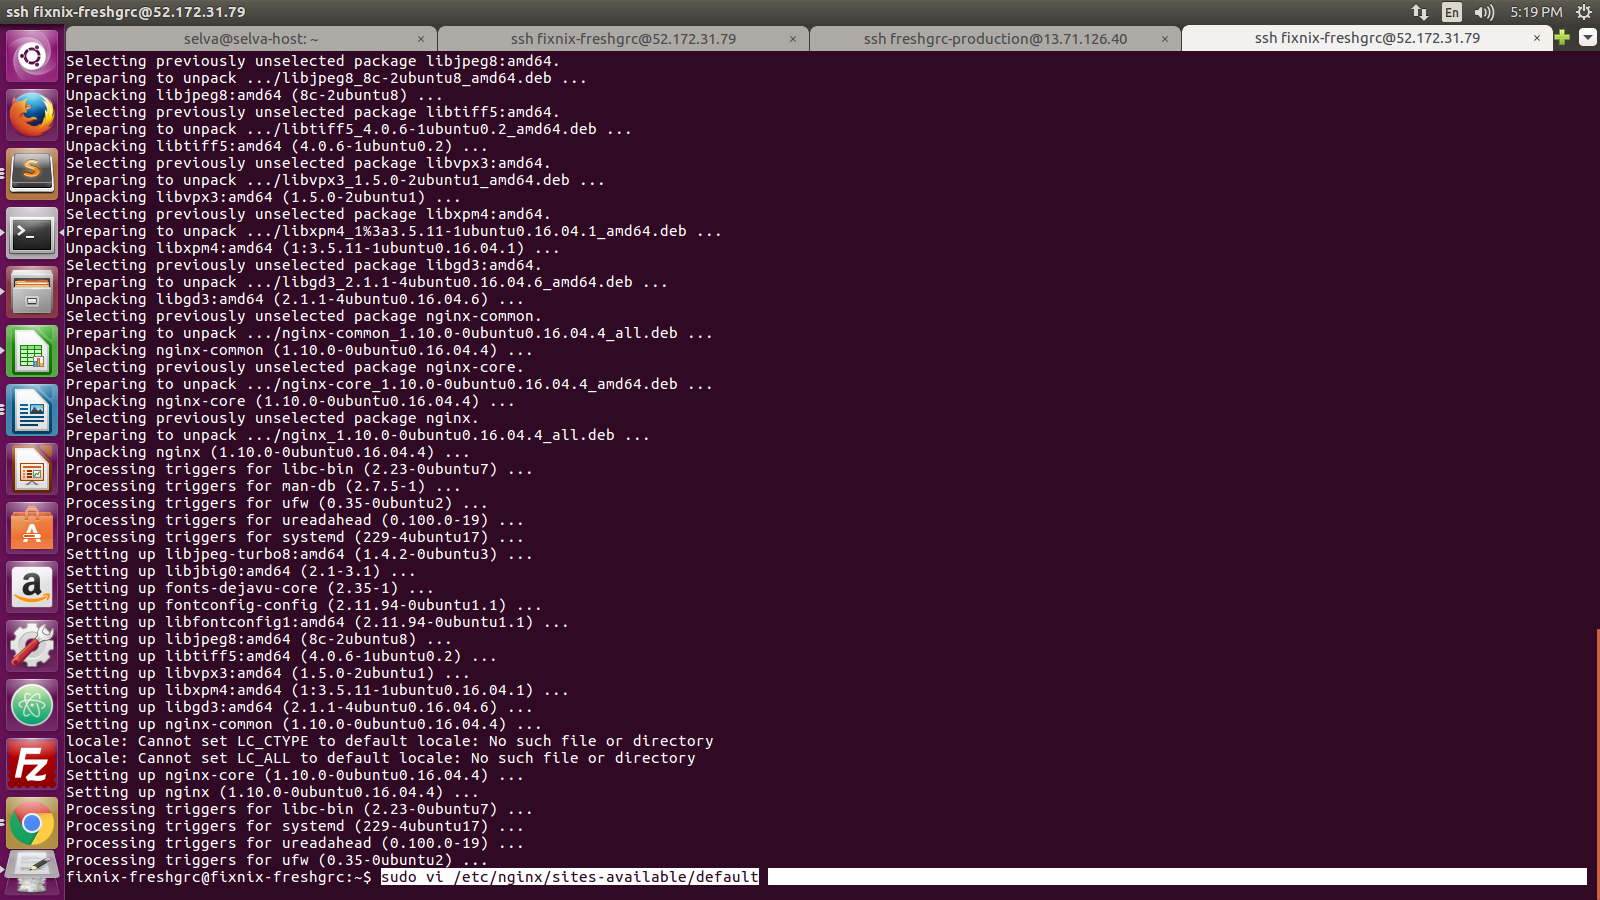 ssh fixnix-freshgrc@52.172.31.79
En
5:19 PM
selva@selva-host: ~ ×
ssh fixnix-freshgrc@52.172.31.79 ×
ssh freshgrc-production@13.71.126.40 ×
ssh fixnix-freshgrc@52.172.31.79 ×
Selecting previously unselected package libjpeg8:amd64.
Preparing to unpack .../libjpeg8_8c-2ubuntu8_amd64.deb ...
Unpacking libjpeg8:amd64 (8c-2ubuntu8) ...
Selecting previously unselected package libtiff5:amd64.
Preparing to unpack .../libtiff5_4.0.6-1ubuntu0.2_amd64.deb ...
Unpacking libtiff5:amd64 (4.0.6-1ubuntu0.2) ...
Selecting previously unselected package libvpx3:amd64.
Preparing to unpack .../libvpx3_1.5.0-2ubuntu1_amd64.deb ...
Unpacking libvpx3:amd64 (1.5.0-2ubuntu1) ...
Selecting previously unselected package libxpm4:amd64.
Preparing to unpack .../libxpm4_1%3a3.5.11-1ubuntu0.16.04.1_amd64.deb ...
Unpacking libxpm4:amd64 (1:3.5.11-1ubuntu0.16.04.1) ...
Selecting previously unselected package libgd3:amd64.
Preparing to unpack .../libgd3_2.1.1-4ubuntu0.16.04.6_amd64.deb ...
Unpacking libgd3:amd64 (2.1.1-4ubuntu0.16.04.6) ...
Selecting previously unselected package nginx-common.
Preparing to unpack .../nginx-common_1.10.0-0ubuntu0.16.04.4_all.deb ...
Unpacking nginx-common (1.10.0-0ubuntu0.16.04.4) ...
Selecting previously unselected package nginx-core.
Preparing to unpack .../nginx-core_1.10.0-0ubuntu0.16.04.4_amd64.deb ...
Unpacking nginx-core (1.10.0-0ubuntu0.16.04.4) ...
Selecting previously unselected package nginx.
Preparing to unpack .../nginx_1.10.0-0ubuntu0.16.04.4_all.deb ...
Unpacking nginx (1.10.0-0ubuntu0.16.04.4) ...
Processing triggers for libc-bin (2.23-0ubuntu7) ...
Processing triggers for man-db (2.7.5-1) ...
Processing triggers for ufw (0.35-0ubuntu2) ...
Processing triggers for ureadahead (0.100.0-19) ...
Processing triggers for systemd (229-4ubuntu17) ...
Setting up libjpeg-turbo8:amd64 (1.4.2-0ubuntu3) ...
Setting up libjbig0:amd64 (2.1-3.1) ...
Setting up fonts-dejavu-core (2.35-1) ...
Setting up fontconfig-config (2.11.94-0ubuntu1.1) ...
Setting up libfontconfig1:amd64 (2.11.94-0ubuntu1.1) ...
Setting up libjpeg8:amd64 (8c-2ubuntu8) ...
Setting up libtiff5:amd64 (4.0.6-1ubuntu0.2) ...
Setting up libvpx3:amd64 (1.5.0-2ubuntu1) ...
Setting up libxpm4:amd64 (1:3.5.11-1ubuntu0.16.04.1) ...
Setting up libgd3:amd64 (2.1.1-4ubuntu0.16.04.6) ...
Setting up nginx-common (1.10.0-0ubuntu0.16.04.4) ...
locale: Cannot set LC_CTYPE to default locale: No such file or directory
locale: Cannot set LC_ALL to default locale: No such file or directory
Setting up nginx-core (1.10.0-0ubuntu0.16.04.4) ...
Setting up nginx (1.10.0-0ubuntu0.16.04.4) ...
Processing triggers for libc-bin (2.23-0ubuntu7) ...
Processing triggers for systemd (229-4ubuntu17) ...
Processing triggers for ureadahead (0.100.0-19) ...
Processing triggers for ufw (0.35-0ubuntu2) ...
fixnix-freshgrc@fixnix-freshgrc:~$ sudo vi /etc/nginx/sites-available/default